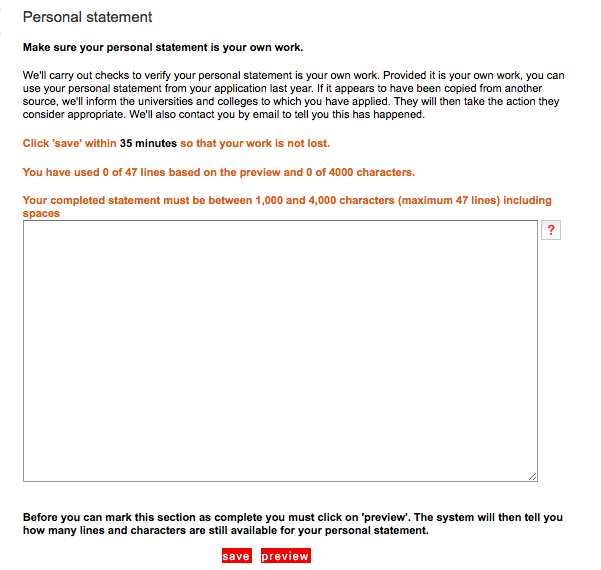 Personal statement
Make sure your personal statement is your own work.
We'll carry out checks to verify your personal statement is your own work. Provided it is your own work, you can
use your personal statement from your application last year. If it appears to have been copied from another
source, we'll inform the universities and colleges to which you have applied. They will then take the action they
consider appropriate. We'll also contact you by email to tell you this has happened.
Click 'save' within 35 minutes so that your work is not lost.
You have used 0 of 47 lines based on the preview and 0 of 4000 characters.
Your completed statement must be between 1,000 and 4,000 characters (maximum 47 lines) including
spaces
?
Before you can mark this section as complete you must click on 'preview'. The system will then tell you
how many lines and characters are still available for your personal statement.
save preview